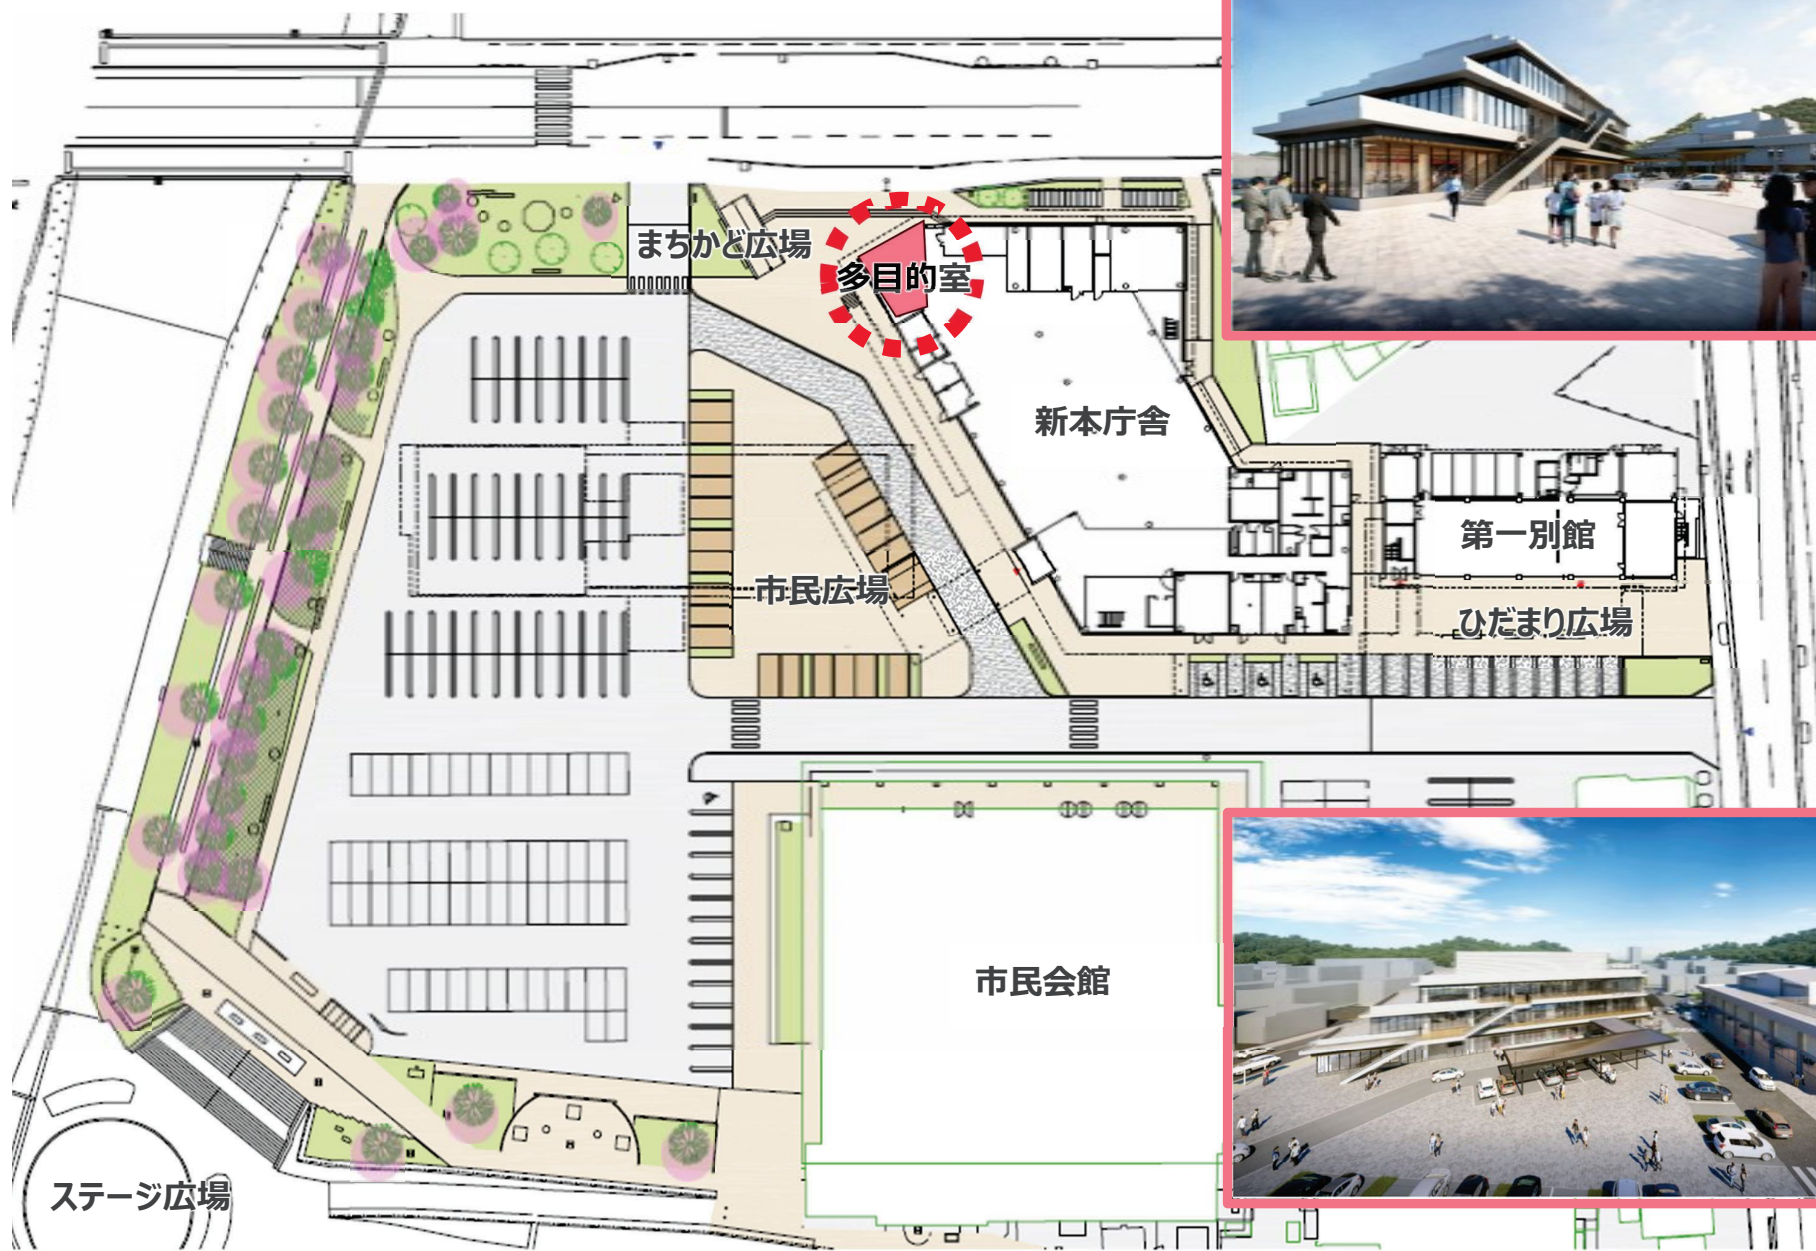 まちかど広場
多目的室
新本庁舎
第一別館
市民広場
ひだまり広場
市民会館
ステージ広場